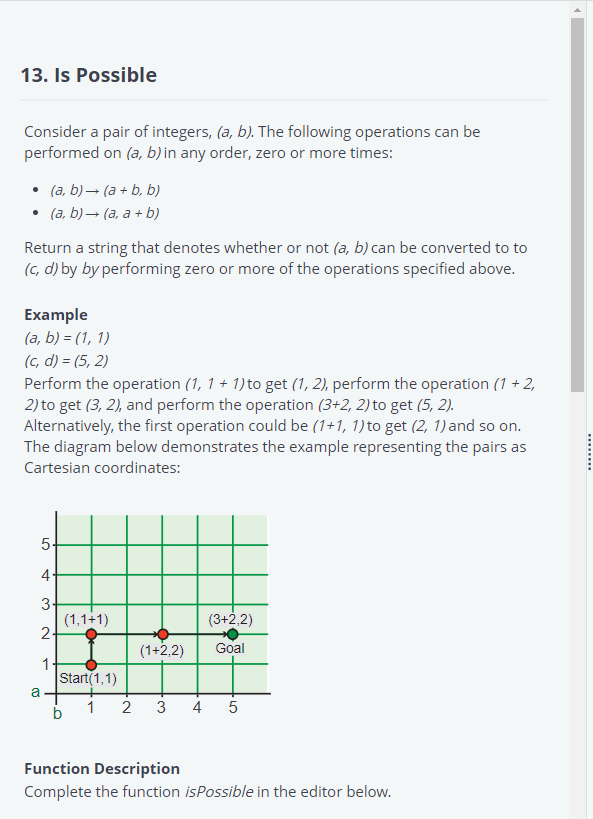 13. Is Possible
Consider a pair of integers, (a, b). The following operations can be
performed on (a, b) in any order, zero or more times:
• (a, b) → (a + b, b)
• (a, b) → (a, a + b)
Return a string that denotes whether or not (a, b) can be converted to to
(c, d) by by performing zero or more of the operations specified above.
Example
(a, b) = (1, 1)
(c, d) = (5, 2)
Perform the operation (1, 1 + 1) to get (1, 2), perform the operation (1 + 2,
2) to get (3, 2), and perform the operation (3+2, 2) to get (5, 2).
Alternatively, the first operation could be (1+1, 1) to get (2, 1) and so on.
The diagram below demonstrates the example representing the pairs as
Cartesian coordinates:
5
4
3
(1,1+1)
(3+2,2)
2
(1+2,2)
Goal
1
Start(1,1)
a
b
1
2
3
4
5
Function Description
Complete the function isPossible in the editor below.